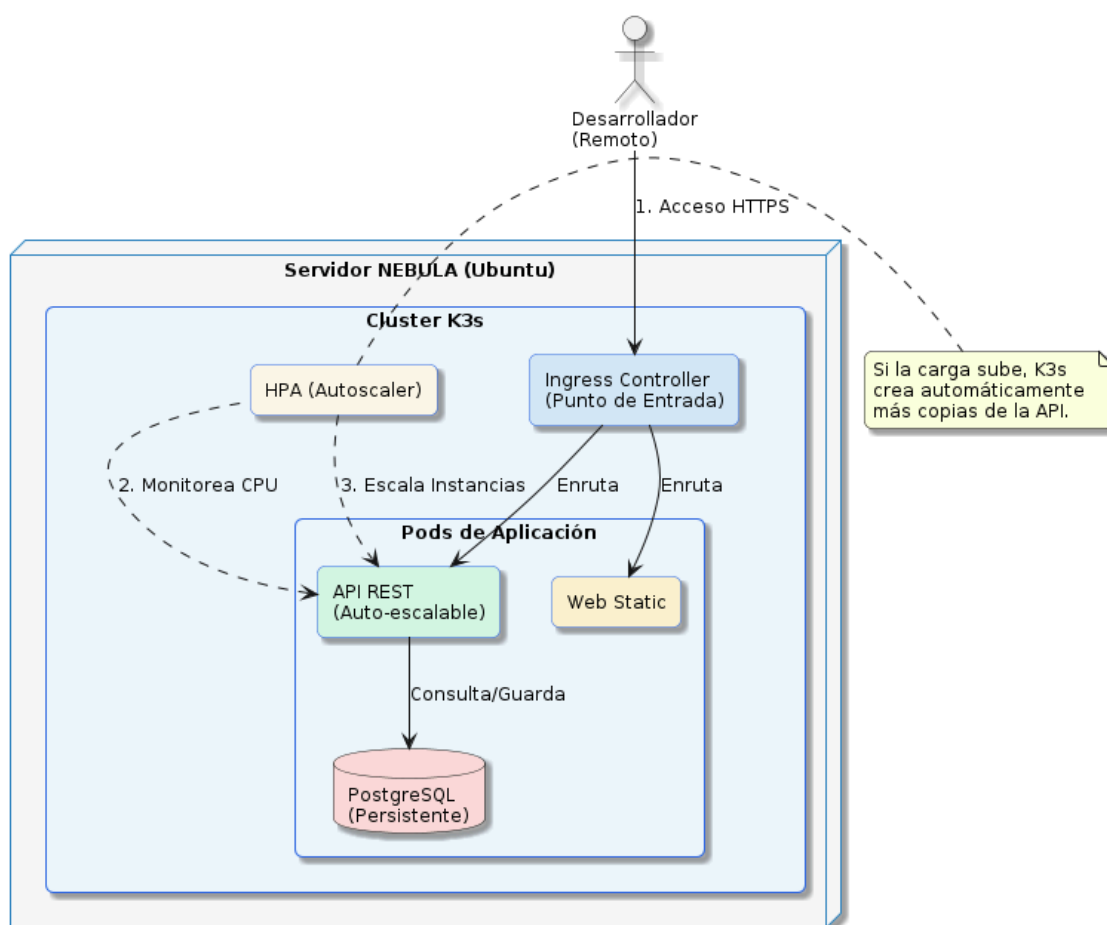 Desarrollador
(Remoto)
1. Acceso HTTPS
Servidor NEBULA (Ubuntu)
Cluster K3s
HPA (Autoscaler)
Ingress Controller
(Punto de Entrada)
Si la carga sube, K3s
crea automáticamente
más copias de la API.
2. Monitorea CPU
3. Escala Instancias
Enruta
Enruta
Pods de Aplicación
API REST
(Auto-escalable)
Web Static
Consulta/Guarda
PostgreSQL
(Persistente)